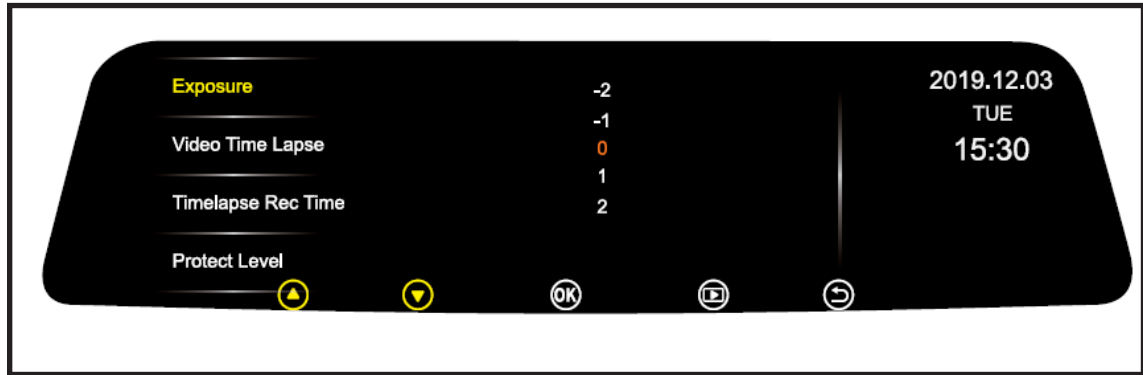 Exposure
Video Time Lapse
Timelapse Rec Time
Protect Level
-2
-1
0
1
2
2019.12.03
TUE
15:30
OK